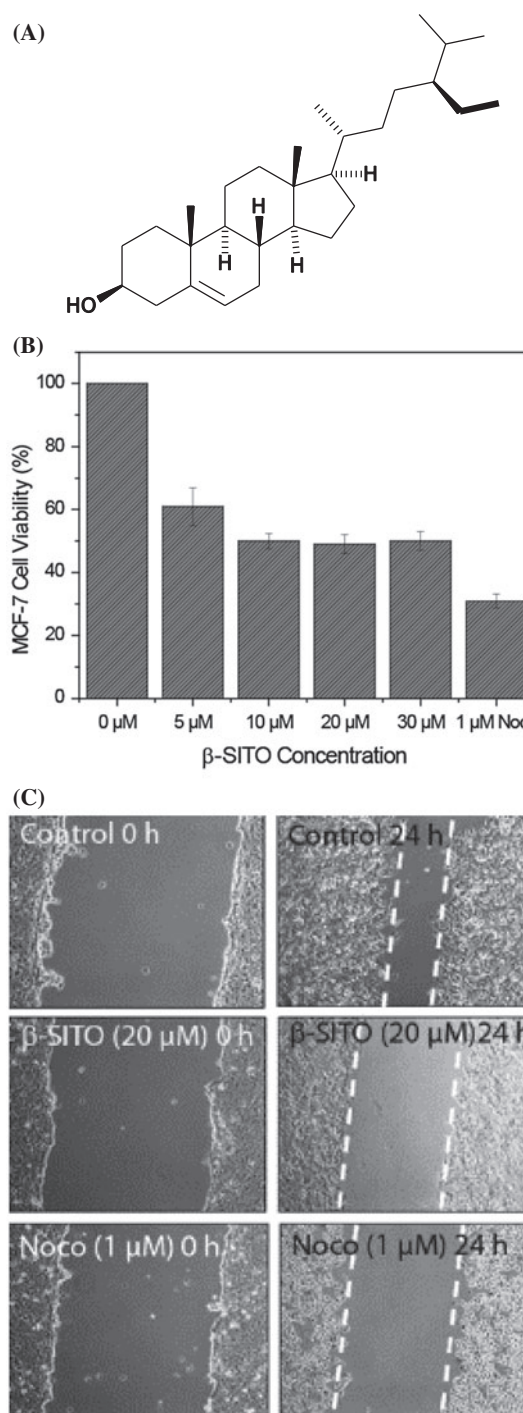 (A)
H
H
H
H
HO
(B)
100
80
60
40
20
0
MCF-7 Cell Viability (%)
0 μM 5 μM 10 μM 20 μM 30 μM 1 μM Noc
β-SITO Concentration
(C)
Control 0 h
Control 24 h
β-SITO (20 μM) 0 h
β-SITO (20 μM) 24 h
Noco (1 μM) 0 h
Noco (1 μM) 24 h